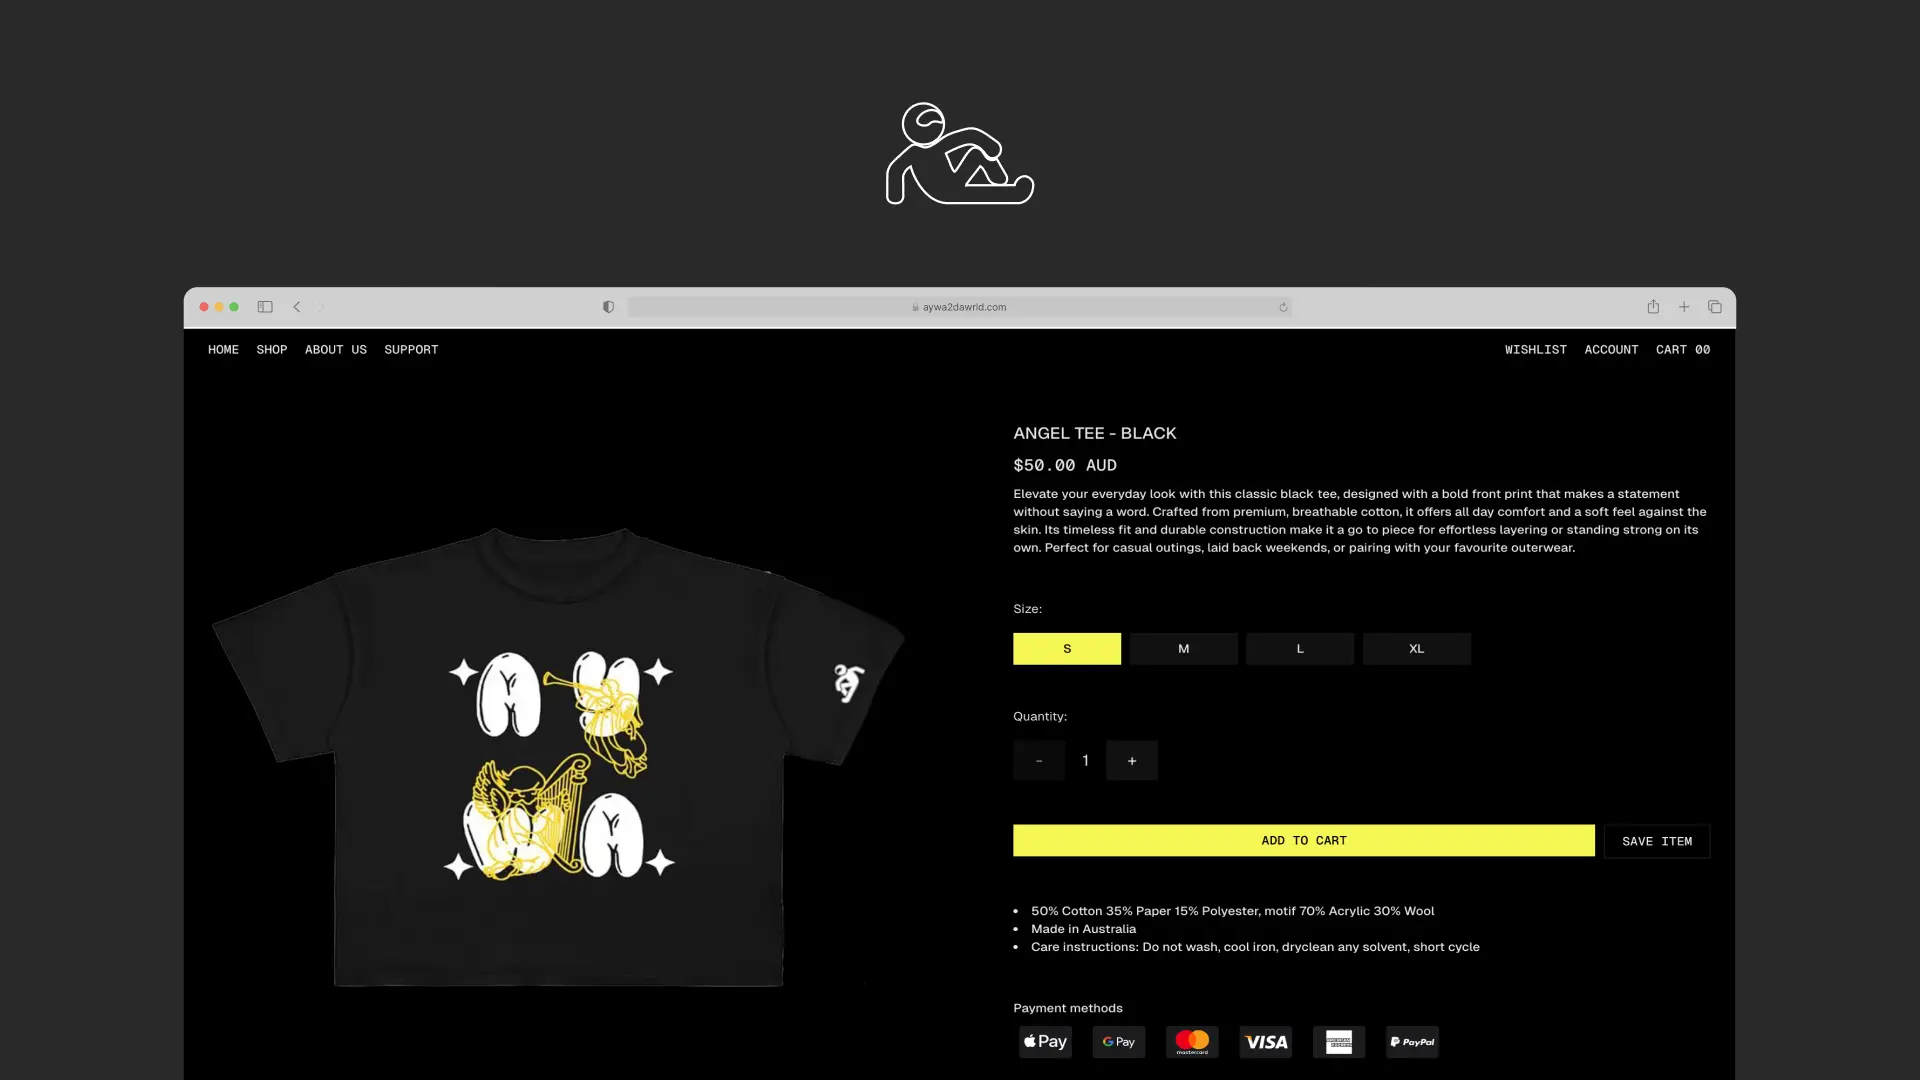 aywa2dawrld.com
HOME SHOP ABOUT US SUPPORT
WISHLIST ACCOUNT CART 00
ANGEL TEE - BLACK
$50.00 AUD
Elevate your everyday look with this classic black tee, designed with a bold front print that makes a statement
without saying a word. Crafted from premium, breathable cotton, it offers all day comfort and a soft feel against the
skin. Its timeless fit and durable construction make it a go to piece for effortless layering or standing strong on its
own. Perfect for casual outings, laid back weekends, or pairing with your favourite outerwear.
Size:
S M L XL
Quantity:
- 1 +
ADD TO CART SAVE ITEM
• 50% Cotton 35% Paper 15% Polyester, motif 70% Acrylic 30% Wool
• Made in Australia
• Care instructions: Do not wash, cool iron, dryclean any solvent, short cycle
Payment methods
Pay G Pay mastercard VISA AMERICAN EXPRESS PayPal
A Y
W A